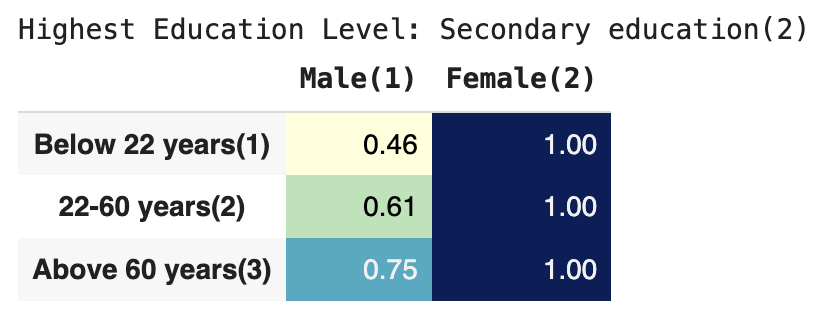 Highest Education Level: Secondary education(2)
Male(1) Female(2)
Below 22 years(1) 0.46 1.00
22-60 years(2) 0.61 1.00
Above 60 years(3) 0.75 1.00